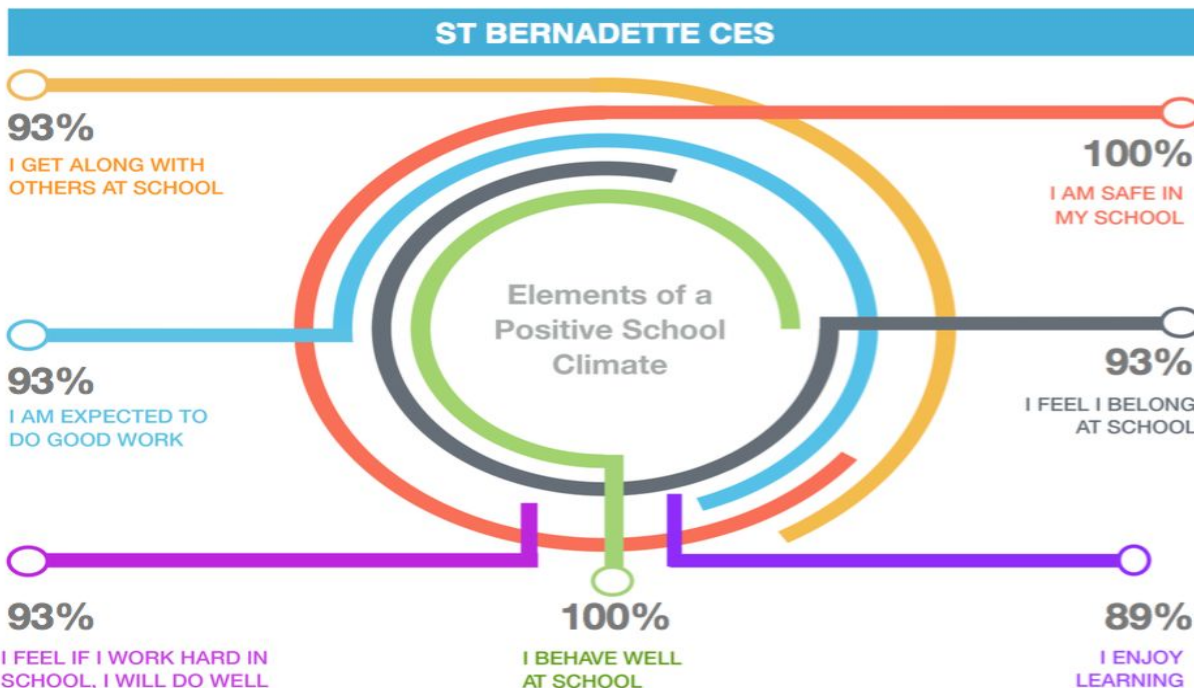 ST BERNADETTE CES
93%
I GET ALONG WITH
OTHERS AT SCHOOL
100%
I AM SAFE IN
MY SCHOOL
Elements of a
Positive School
Climate
93%
I AM EXPECTED TO
DO GOOD WORK
93%
I FEEL I BELONG
AT SCHOOL
93%
I FEEL IF I WORK HARD IN
SCHOOL, I WILL DO WELL
100%
I BEHAVE WELL
AT SCHOOL
89%
I ENJOY
LEARNING